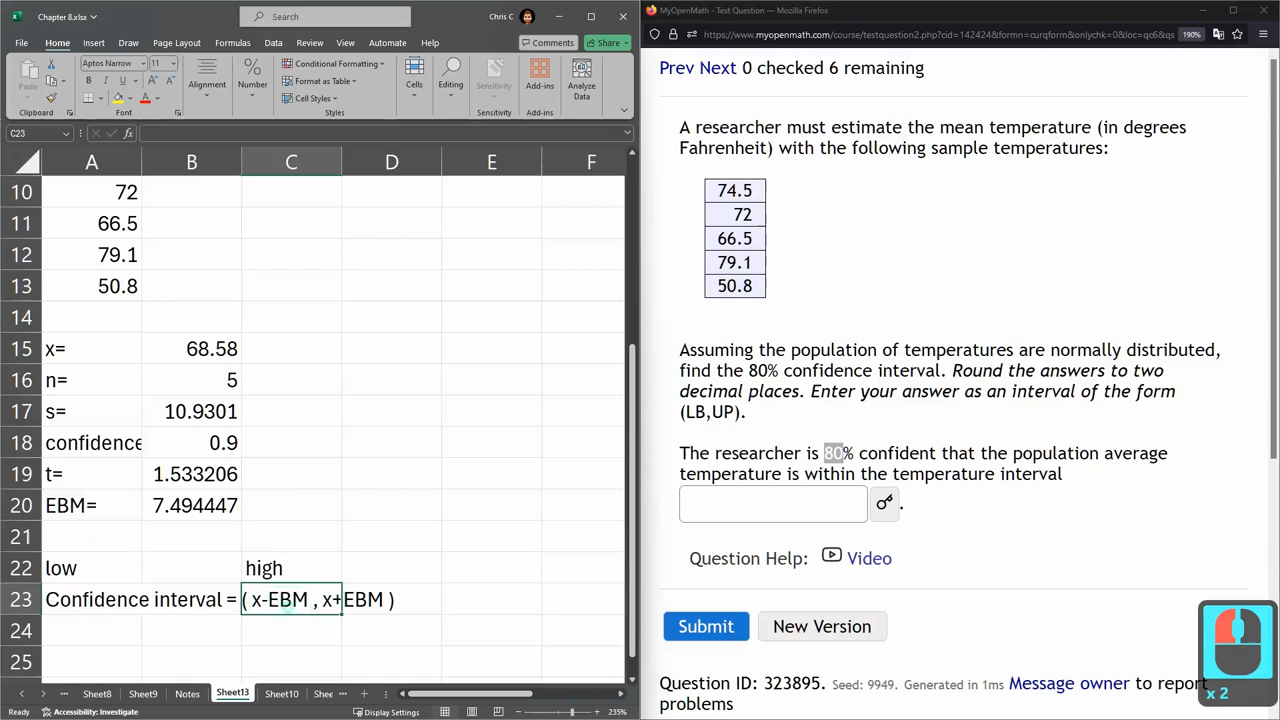 Chapter 8.xlsx
Search
Chris C
File Home Insert Draw Page Layout Formulas Data Review View Automate Help Comments Share
Paste
Aptos Narrow 11
B I U A A
A
Alignment
Number
%
Conditional Formatting
Format as Table
Cell Styles
Cells
Editing
Sensitivity
Add-ins
Analyze
Data
Clipboard Font Styles Sensitivity Add-ins
C23 fx
A B C D E F
10 72
11 66.5
12 79.1
13 50.8
14
15 x= 68.58
16 n= 5
17 s= 10.9301
18 confidence 0.9
19 t= 1.533206
20 EBM= 7.494447
21
22 low high
23 Confidence interval = ( x-EBM , x+EBM )
24
25
... Sheet8 Sheet9 Notes Sheet13 Sheet10 Shee ...
Ready Accessibility: Investigate Display Settings 235%
MyOpenMath - Test Question — Mozilla Firefox
https://www.myopenmath.com/course/testquestion2.php?cid=142424&formn=curqform&onlychk=0&loc=qc6&qs 190%
Prev Next 0 checked 6 remaining
A researcher must estimate the mean temperature (in degrees
Fahrenheit) with the following sample temperatures:
74.5
72
66.5
79.1
50.8
Assuming the population of temperatures are normally distributed,
find the 80% confidence interval. Round the answers to two
decimal places. Enter your answer as an interval of the form
(LB,UP).
The researcher is 80% confident that the population average
temperature is within the temperature interval
.
Question Help: Video
Submit New Version
Question ID: 323895. Seed: 9949. Generated in 1ms Message owner to report
problems
x 2